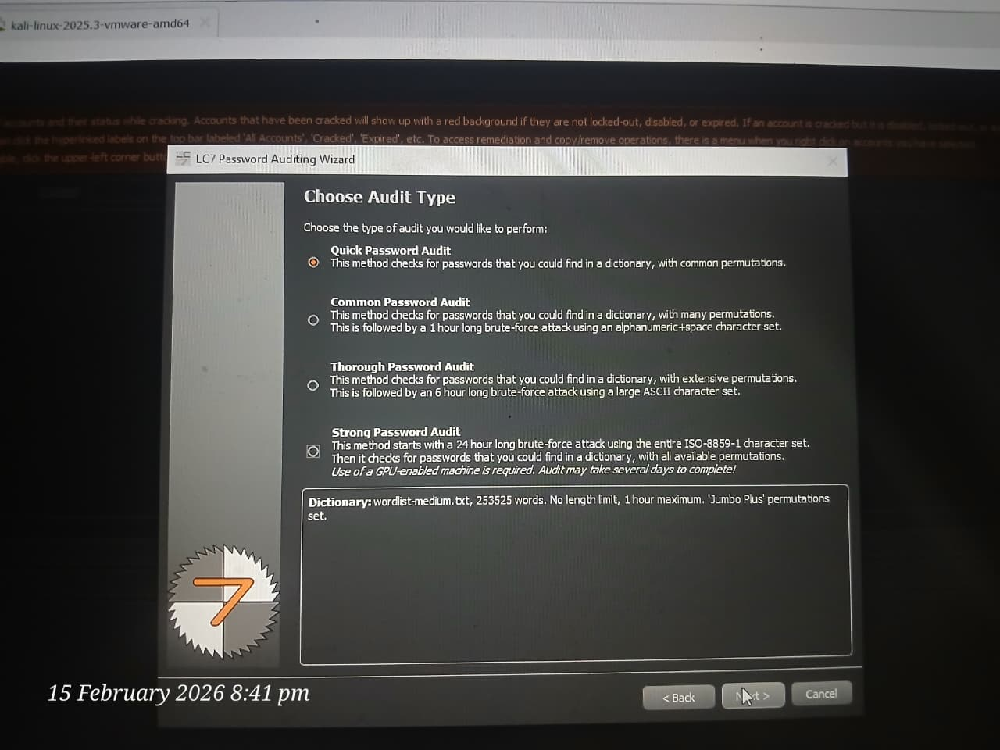 kali-linux-2025.3-vmware-amd64
accounts and their status while cracking. Accounts that have been cracked will show up with a red background if they are not locked-out, disabled, or expired. If an account is cracked but it is disabled,
click the hyperlinked labels on the top bar labeled 'All Accounts', 'Cracked', 'Expired', etc. To access remediation and copy/remove operations, there is a menu when you right click on accounts you have selected.
click the upper-left corner
LC7 Password Auditing Wizard
Choose Audit Type
Choose the type of audit you would like to perform:
Quick Password Audit
This method checks for passwords that you could find in a dictionary, with common permutations.
Common Password Audit
This method checks for passwords that you could find in a dictionary, with many permutations.
This is followed by a 1 hour long brute-force attack using an alphanumeric+space character set.
Thorough Password Audit
This method checks for passwords that you could find in a dictionary, with extensive permutations.
This is followed by an 6 hour long brute-force attack using a large ASCII character set.
Strong Password Audit
This method starts with a 24 hour long brute-force attack using the entire ISO-8859-1 character set.
Then it checks for passwords that you could find in a dictionary, with all available permutations.
Use of a GPU-enabled machine is required. Audit may take several days to complete!
Dictionary: wordlist-medium.txt, 253525 words. No length limit, 1 hour maximum. 'Jumbo Plus' permutations
set.
7
15 February 2026 8:41 pm
< Back
Next >
Cancel